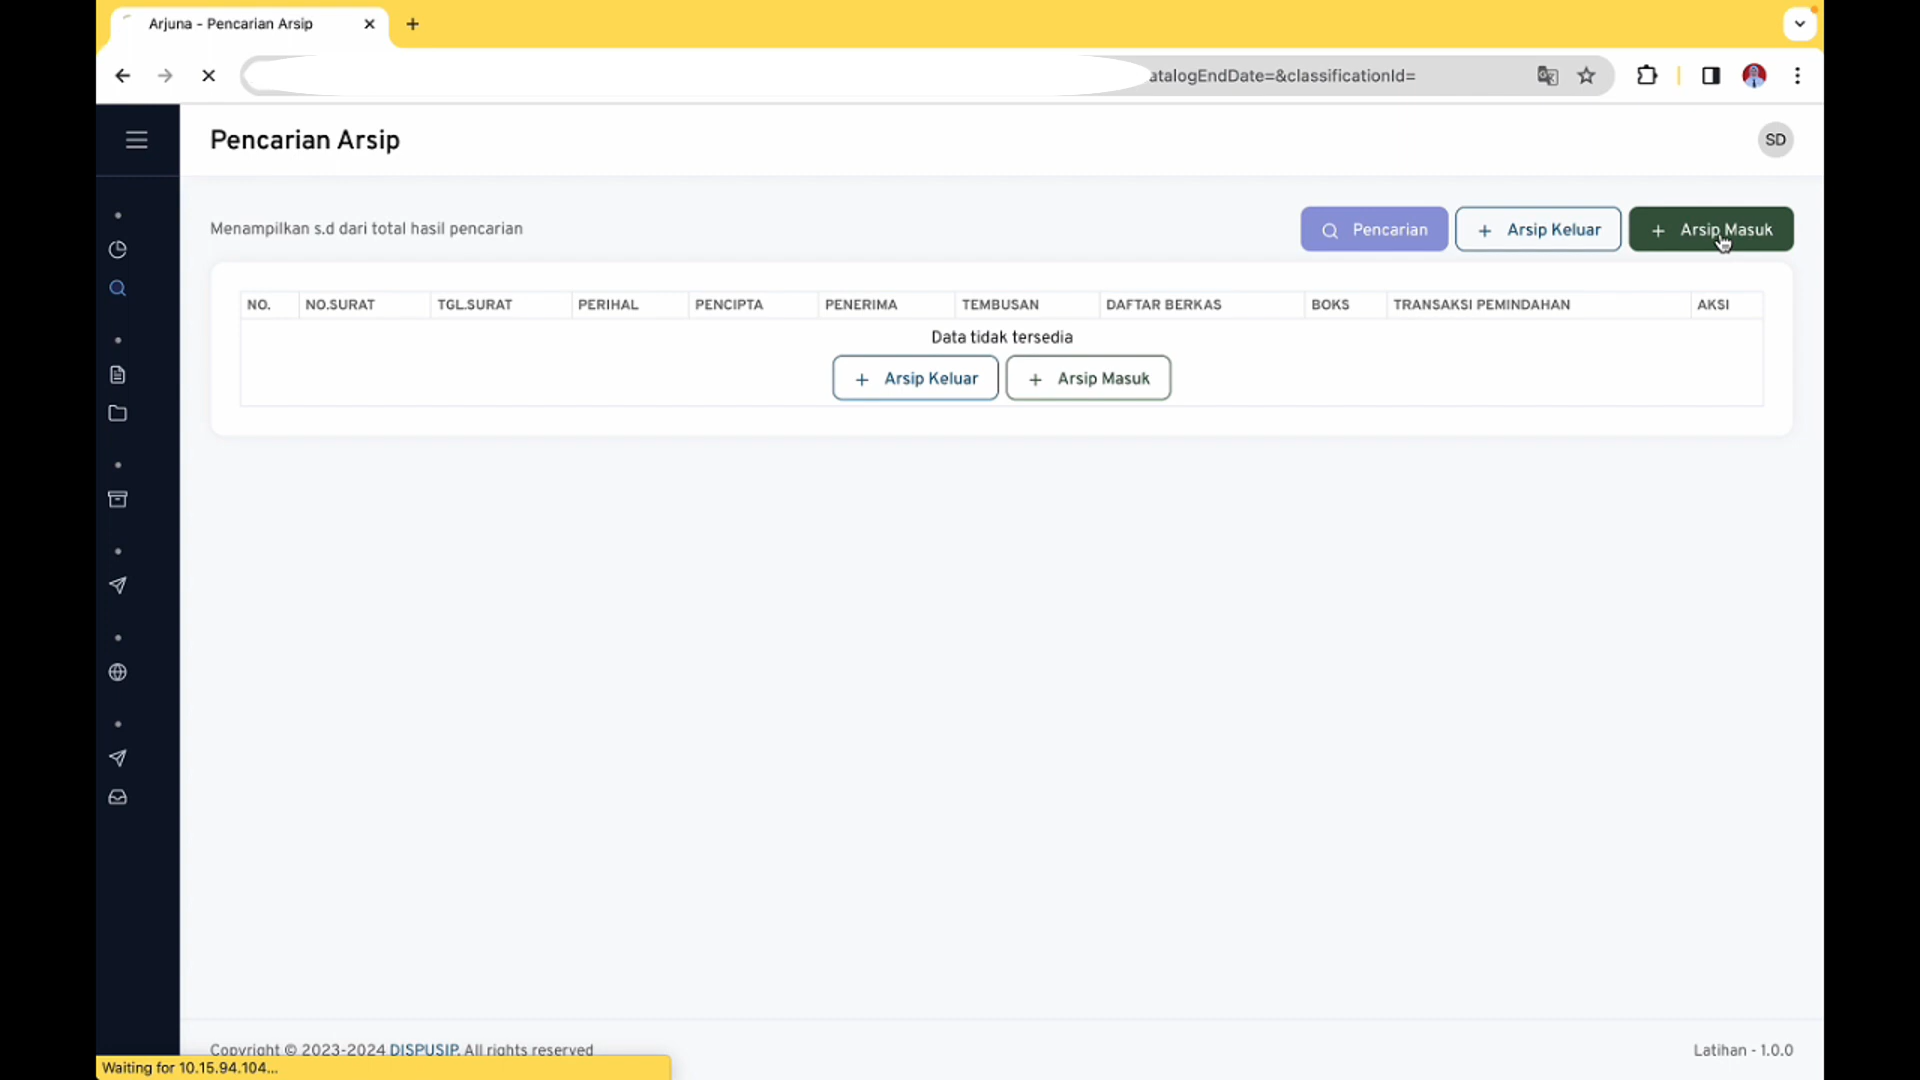 Arjuna - Pencarian Arsip
atalogEndDate=&classificationId=
Pencarian Arsip
SD
Menampilkan s.d dari total hasil pencarian
Pencarian
Arsip Keluar
Arsip Masuk
NO. NO.SURAT TGL.SURAT PERIHAL PENCIPTA PENERIMA TEMBUSAN DAFTAR BERKAS BOKS TRANSAKSI PEMINDAHAN AKSI
Data tidak tersedia
Arsip Keluar
Arsip Masuk
Copyright © 2023-2024 DISPUSIP. All rights reserved
Latihan - 1.0.0
Waiting for 10.15.94.104...